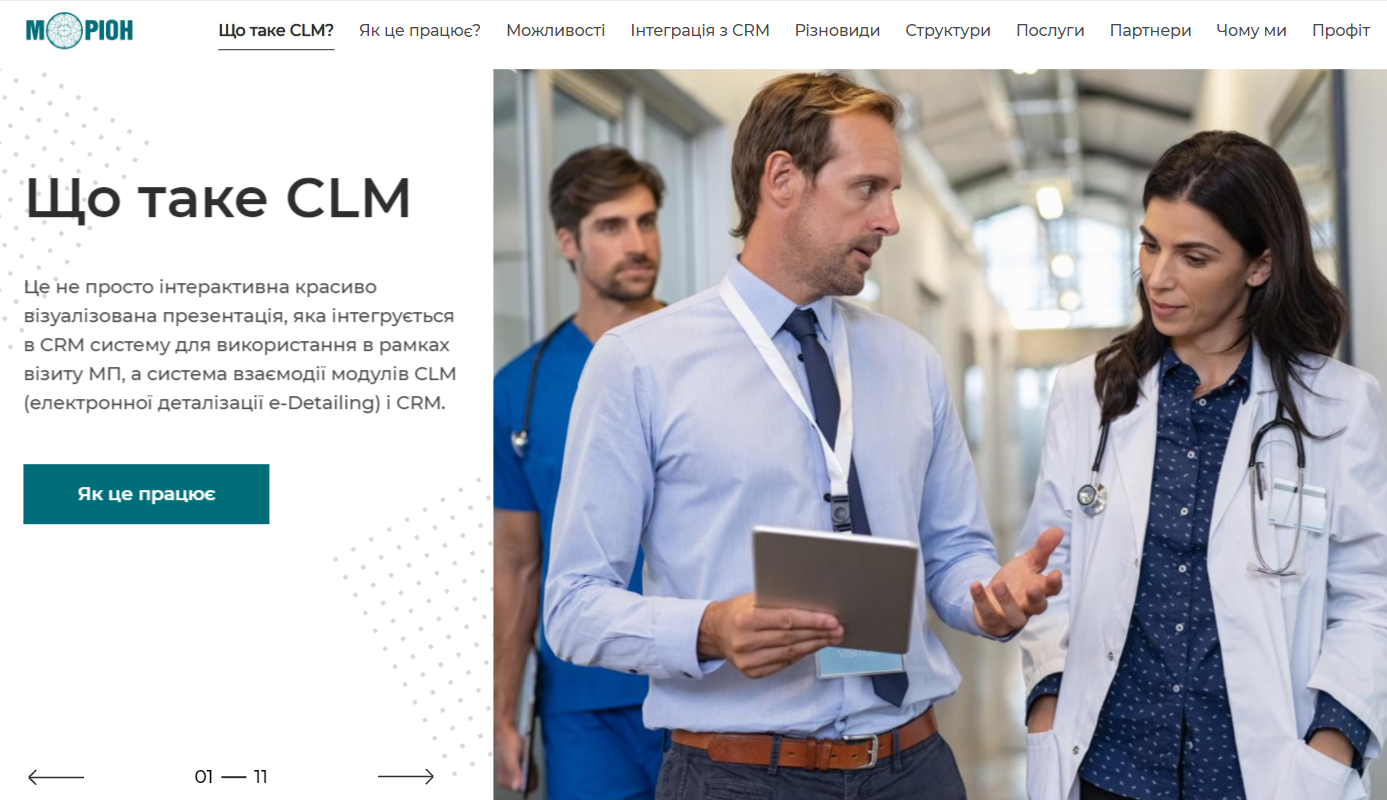 МОРІОН
Що таке CLM?
Як це працює?
Можливості
Інтеграція з CRM
Різновиди
Структури
Послуги
Партнери
Чому ми
Профіт
Що таке CLM
Це не просто інтерактивна красиво
візуалізована презентація, яка інтегрується
в CRM систему для використання в рамках
візиту МП, а система взаємодії модулів CLM
(електронної деталізації e-Detailing) і CRM.
Як це працює
VISITOR
01 — 11